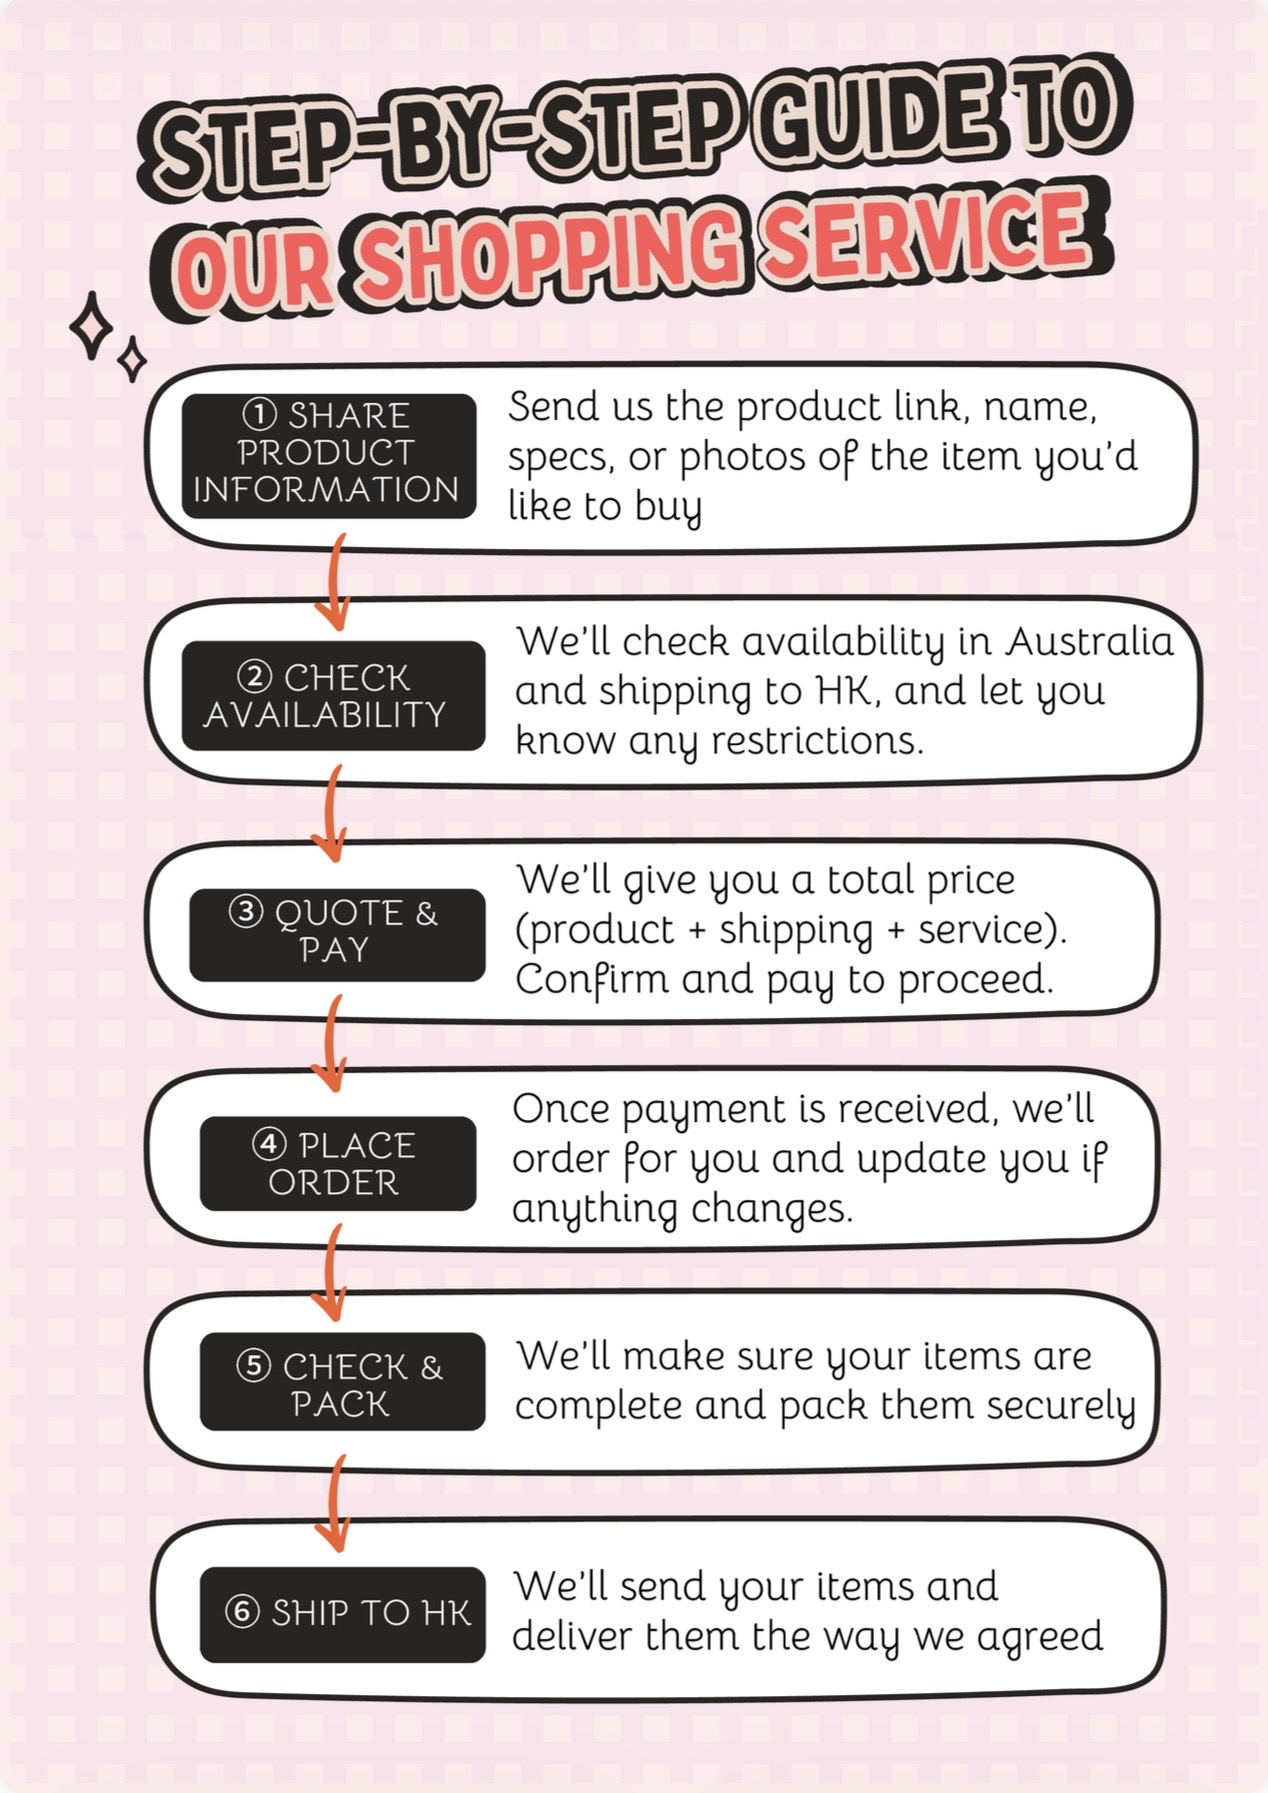 STEP-BY-STEP GUIDE TO
OUR SHOPPING SERVICE
① SHARE
PRODUCT
INFORMATION
Send us the product link, name,
specs, or photos of the item you'd
like to buy
② CHECK
AVAILABILITY
We'll check availability in Australia
and shipping to HK, and let you
know any restrictions.
③ QUOTE &
PAY
We'll give you a total price
(product + shipping + service).
Confirm and pay to proceed.
④ PLACE
ORDER
Once payment is received, we'll
order for you and update you if
anything changes.
⑤ CHECK &
PACK
We'll make sure your items are
complete and pack them securely
⑥ SHIP TO HK
We'll send your items and
deliver them the way we agreed